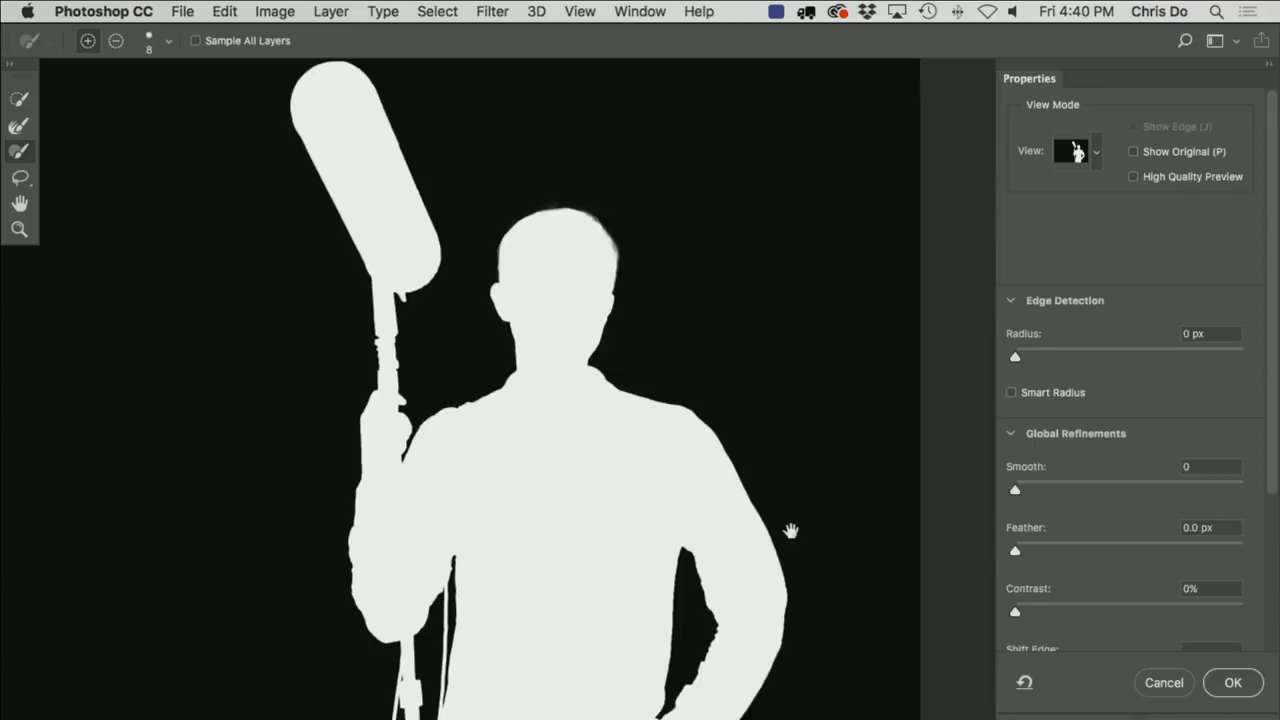 Photoshop CC File Edit Image Layer Type Select Filter 3D View Window Help Fri 4:40 PM Chris Do
8 Sample All Layers
Properties
View Mode
Show Edge (J)
View: Show Original (P)
High Quality Preview
Edge Detection
Radius: 0 px
Smart Radius
Global Refinements
Smooth: 0
Feather: 0.0 px
Contrast: 0%
Shift Edge:
Cancel OK